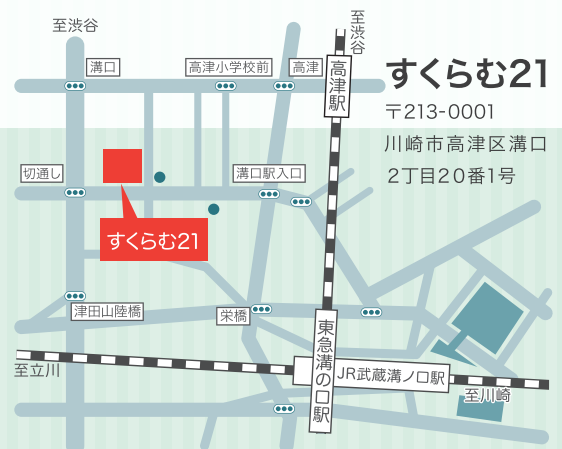 至渋谷
至渋谷
溝口
高津小学校前
高津
高津駅
すくらむ21
〒213-0001
川崎市高津区溝口
2丁目20番1号
切通し
溝口駅入口
すくらむ21
津田山陸橋
栄橋
東急溝の口駅
至立川
JR武蔵溝ノ口駅
至川崎